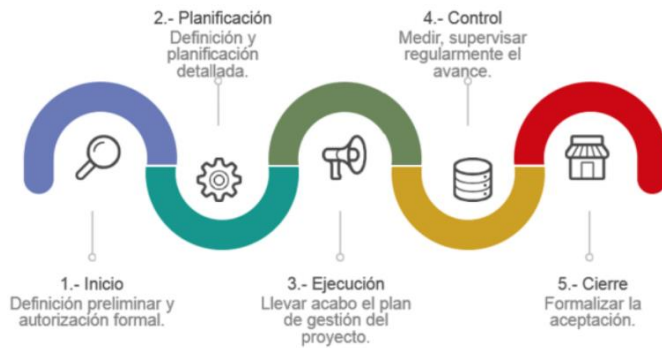 2.- Planificación
Definición y
planificación
detallada.
4.- Control
Medir, supervisar
regularmente el
avance.
1.- Inicio
Definición preliminar y
autorización formal.
3.- Ejecución
Llevar acabo el plan
de gestión del
proyecto.
5.- Cierre
Formalizar la
aceptación.